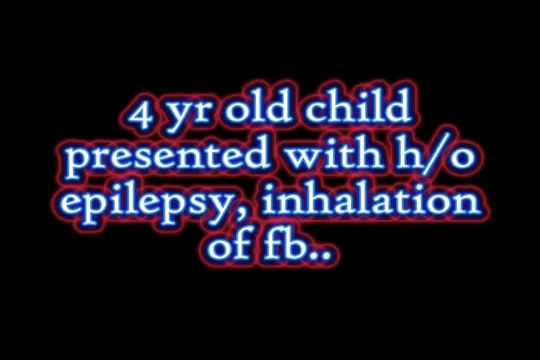 4 yr old child
presented with h/o
epilepsy, inhalation
of fb..